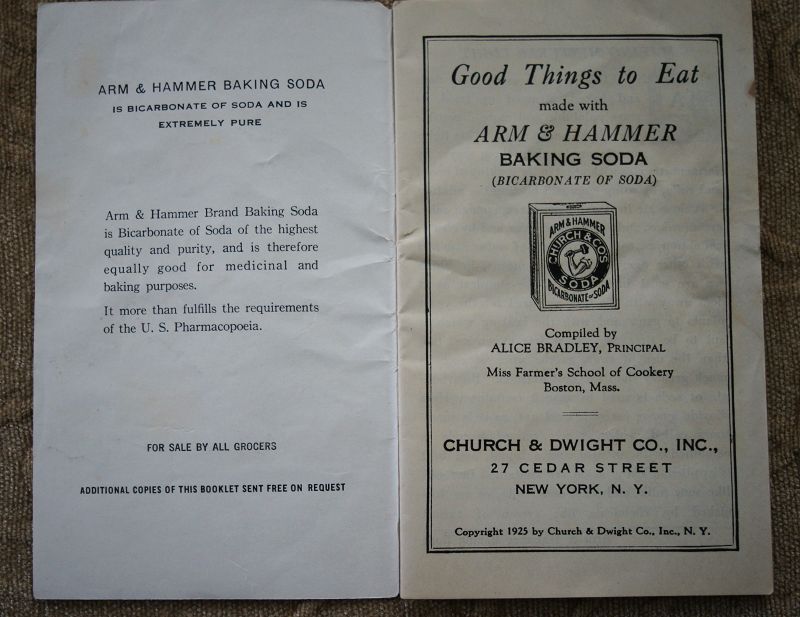 ARM & HAMMER BAKING SODA
IS BICARBONATE OF SODA AND IS
EXTREMELY PURE
Arm & Hammer Brand Baking Soda
is Bicarbonate of Soda of the highest
quality and purity, and is therefore
equally good for medicinal and
baking purposes.
It more than fulfills the requirements
of the U. S. Pharmacopoeia.
FOR SALE BY ALL GROCERS
ADDITIONAL COPIES OF THIS BOOKLET SENT FREE ON REQUEST
Good Things to Eat
made with
ARM & HAMMER
BAKING SODA
(BICARBONATE OF SODA)
ARM & HAMMER
CHURCH & CO'S
SODA
BICARBONATE OF SODA
Compiled by
ALICE BRADLEY, PRINCIPAL
Miss Farmer's School of Cookery
Boston, Mass.
CHURCH & DWIGHT CO., INC.,
27 CEDAR STREET
NEW YORK, N. Y.
Copyright 1925 by Church & Dwight Co., Inc., N. Y.